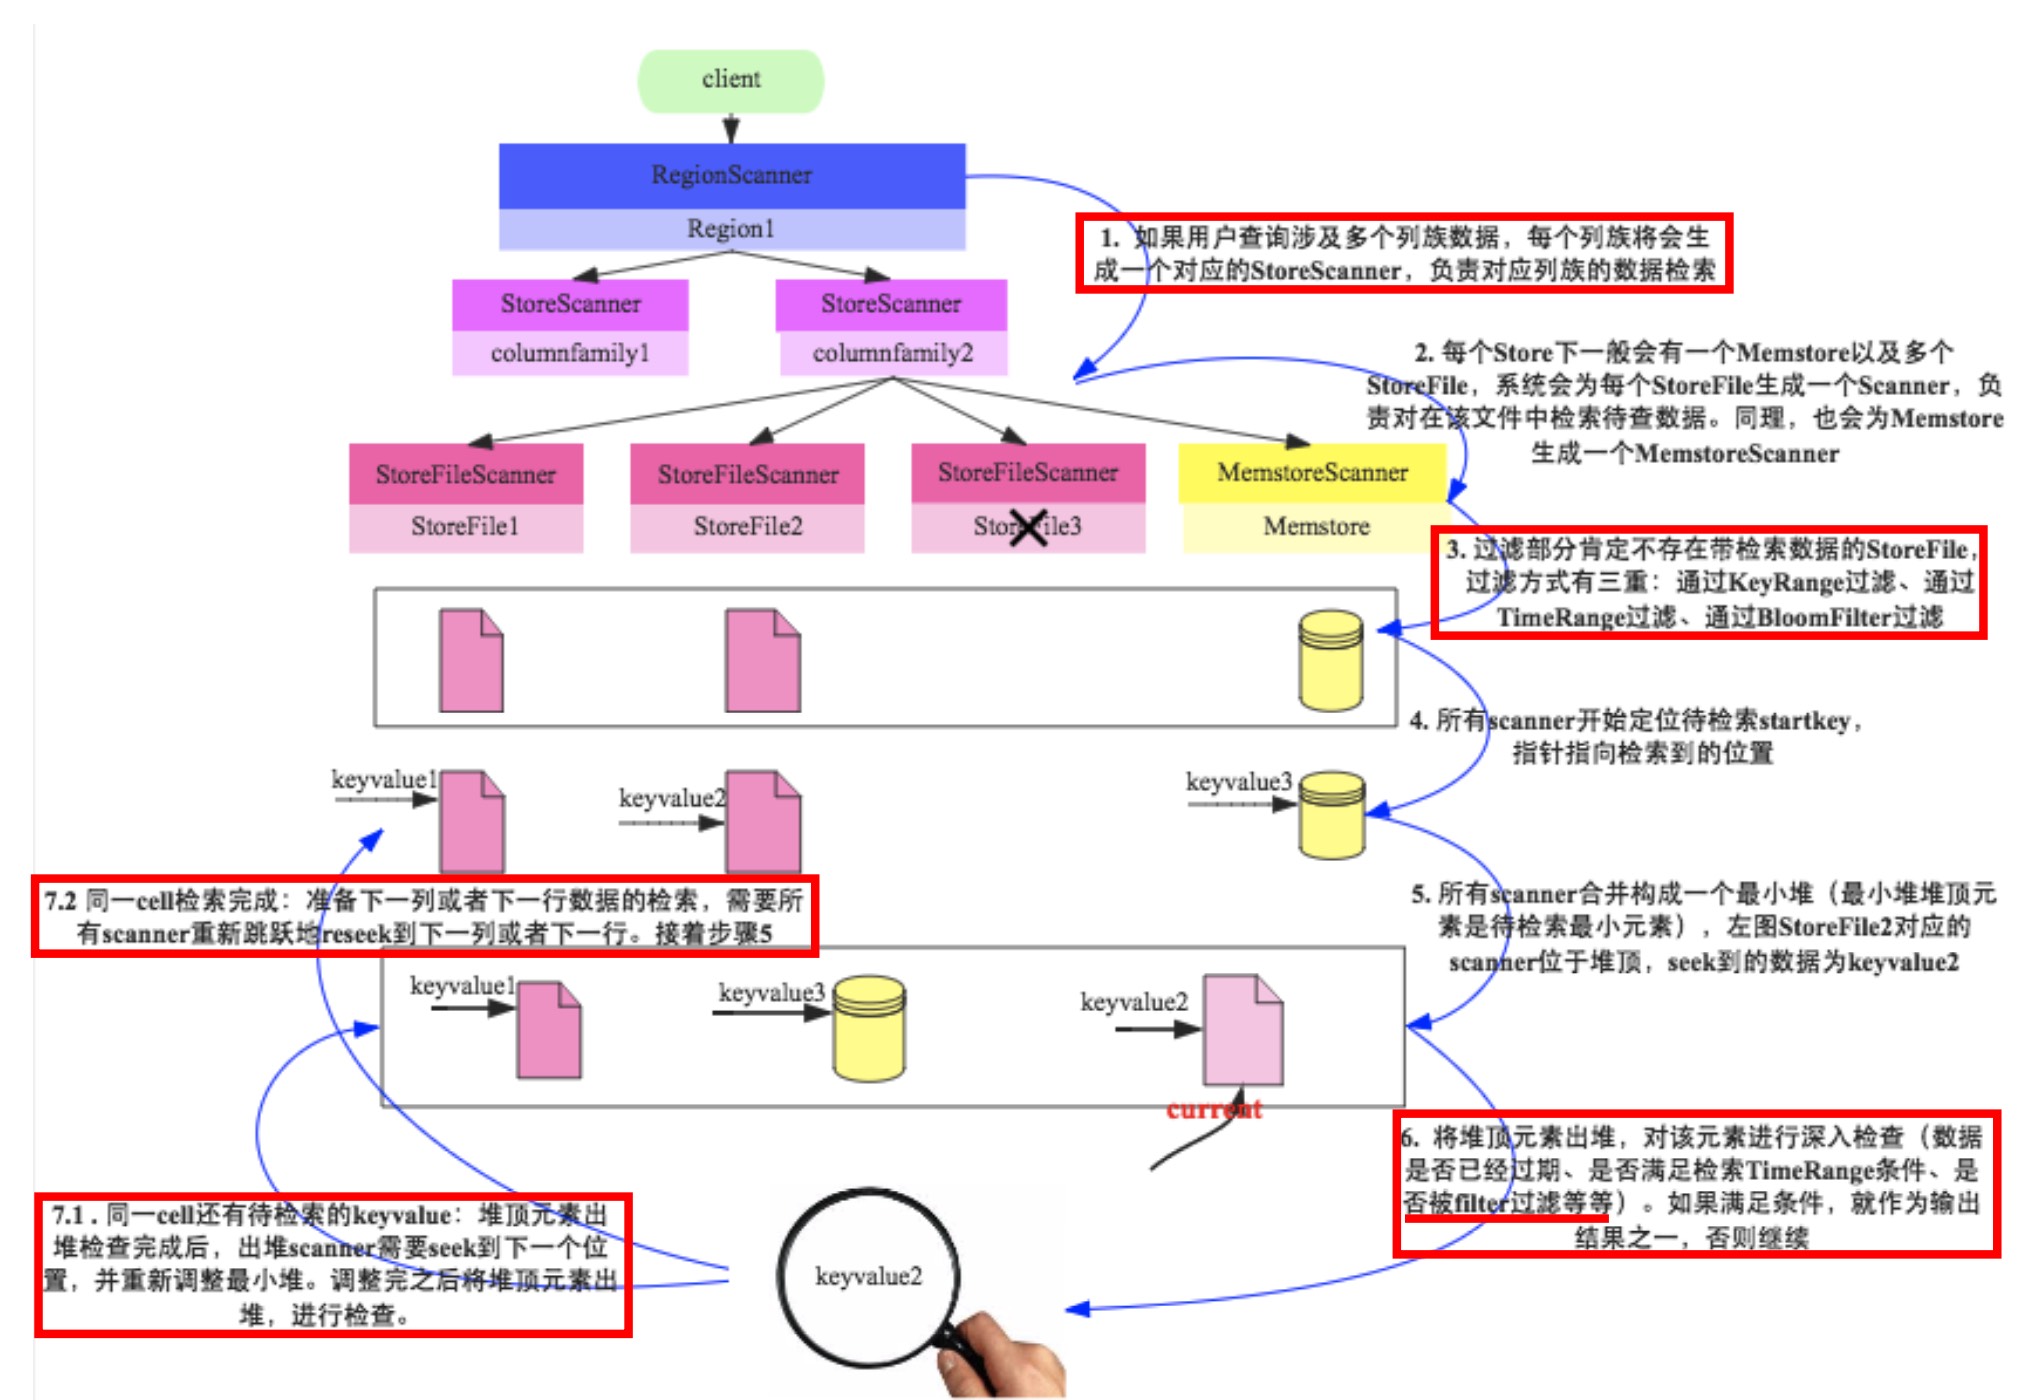 client
RegionScanner
Region1
1. 如果用户查询涉及多个列族数据，每个列族将会生
成一个对应的StoreScanner，负责对应列族的数据检索
StoreScanner
columnfamily1
StoreScanner
columnfamily2
2. 每个Store下一般会有一个Memstore以及多个
StoreFile，系统会为每个StoreFile生成一个Scanner，负
责对在该文件中检索待查数据。同理，也会为Memstore
生成一个MemstoreScanner
StoreFileScanner
StoreFile1
StoreFileScanner
StoreFile2
StoreFileScanner
StoreFile3
MemstoreScanner
Memstore
3. 过滤部分肯定不存在带检索数据的StoreFile，
过滤方式有三重：通过KeyRange过滤、通过
TimeRange过滤、通过BloomFilter过滤
4. 所有scanner开始定位待检索startkey，
指针指向检索到的位置
keyvalue1
keyvalue2
keyvalue3
7.2 同一cell检索完成：准备下一列或者下一行数据的检索，需要所
有scanner重新跳跃地reseek到下一列或者下一行。接着步骤5
5. 所有scanner合并构成一个最小堆（最小堆堆顶元
素是待检索最小元素），左图StoreFile2对应的
scanner位于堆顶，seek到的数据为keyvalue2
keyvalue1
keyvalue3
keyvalue2
current
6. 将堆顶元素出堆，对该元素进行深入检查（数据
是否已经过期、是否满足检索TimeRange条件、是
否被filter过滤等等）。如果满足条件，就作为输出
结果之一，否则继续
7.1 . 同一cell还有待检索的keyvalue：堆顶元素出
堆检查完成后，出堆scanner需要seek到下一个位
置，并重新调整最小堆。调整完之后将堆顶元素出
堆，进行检查。
keyvalue2